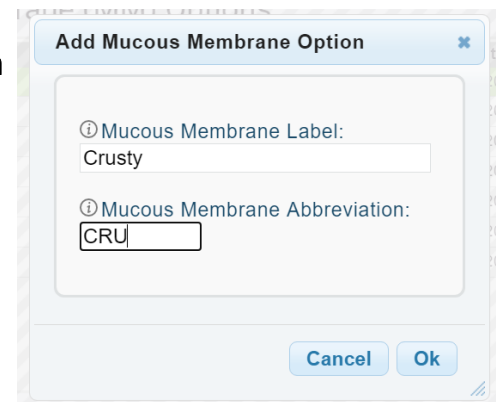 Add Mucous Membrane Option
Mucous Membrane Label:
Crusty
Mucous Membrane Abbreviation:
CRU
Cancel Ok